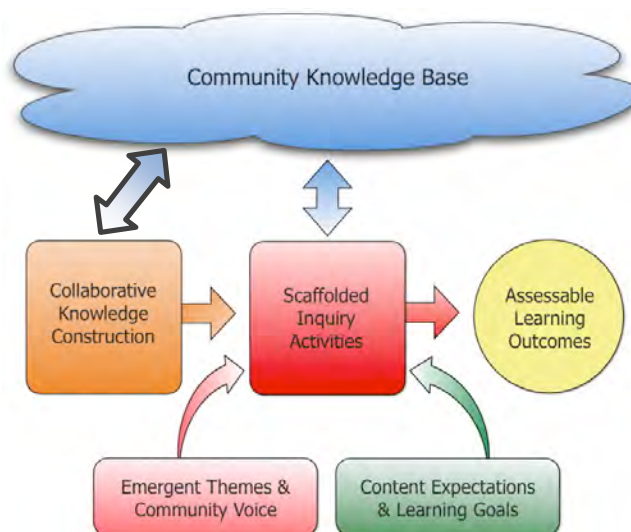 Community Knowledge Base
Collaborative
Knowledge
Construction
Scaffolded
Inquiry
Activities
Assessable
Learning
Outcomes
Emergent Themes &
Community Voice
Content Expectations
& Learning Goals